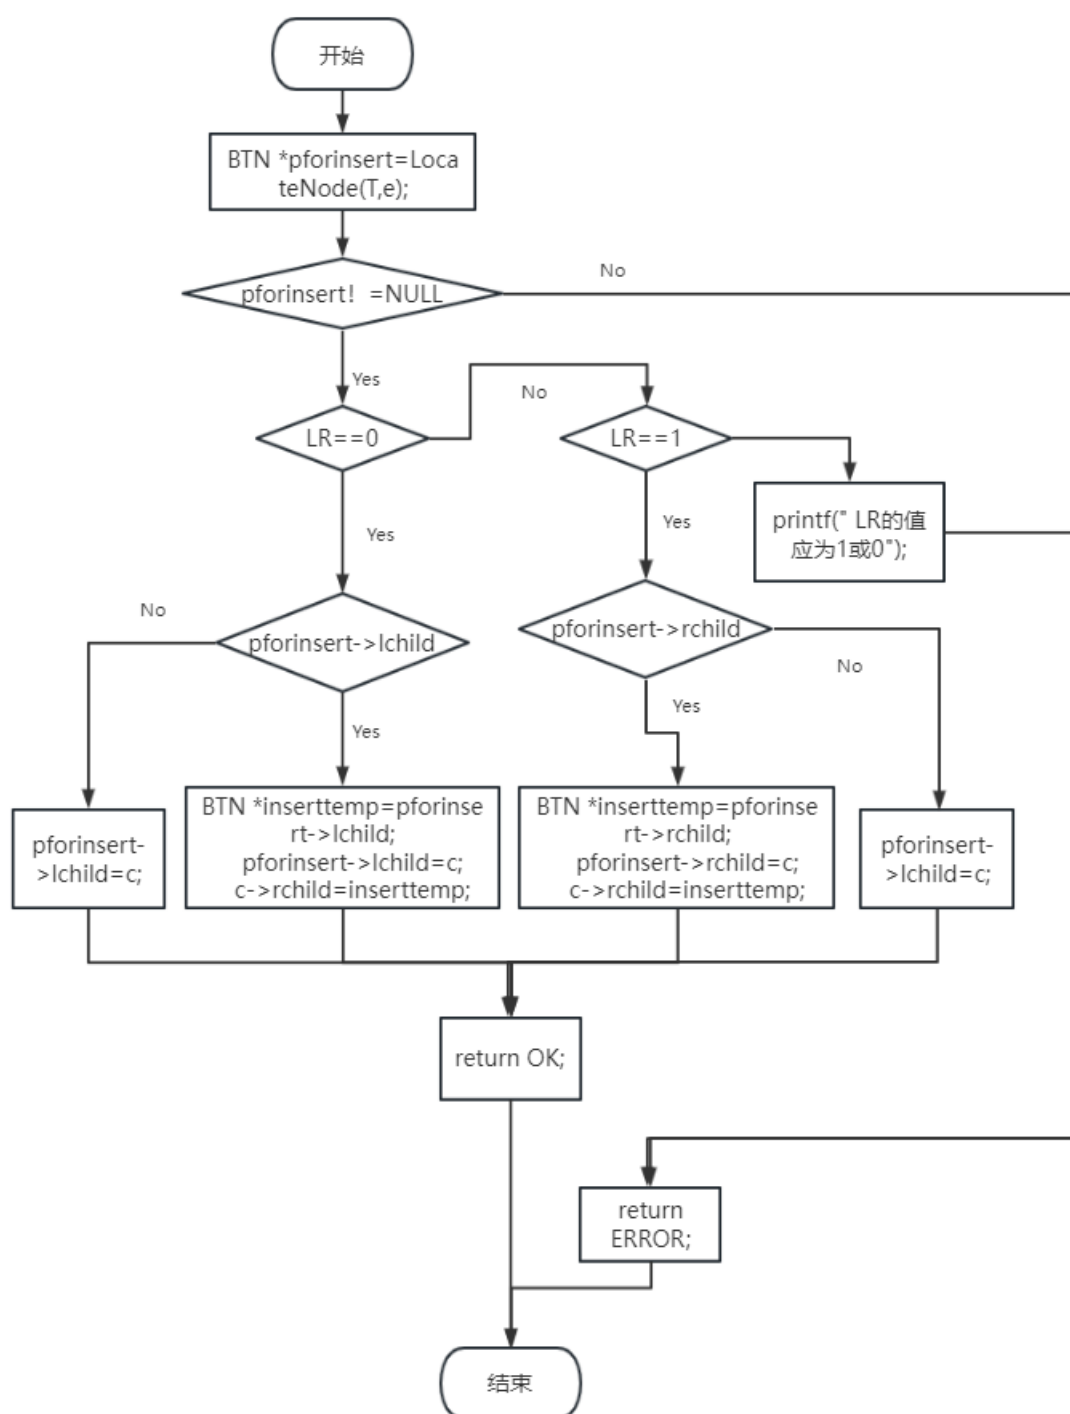 开始
BTN *pforinsert=Loca
teNode(T,e);
pforinsert！=NULL
No
Yes
LR==0
No
LR==1
Yes
Yes
printf(" LR的值
应为1或0");
No
pforinsert->lchild
pforinsert->rchild
No
Yes
Yes
pforinsert-
>lchild=c;
BTN *inserttemp=pforinse
rt->lchild;
pforinsert->lchild=c;
c->rchild=inserttemp;
BTN *inserttemp=pforinse
rt->rchild;
pforinsert->rchild=c;
c->rchild=inserttemp;
pforinsert-
>lchild=c;
return OK;
return
ERROR;
结束